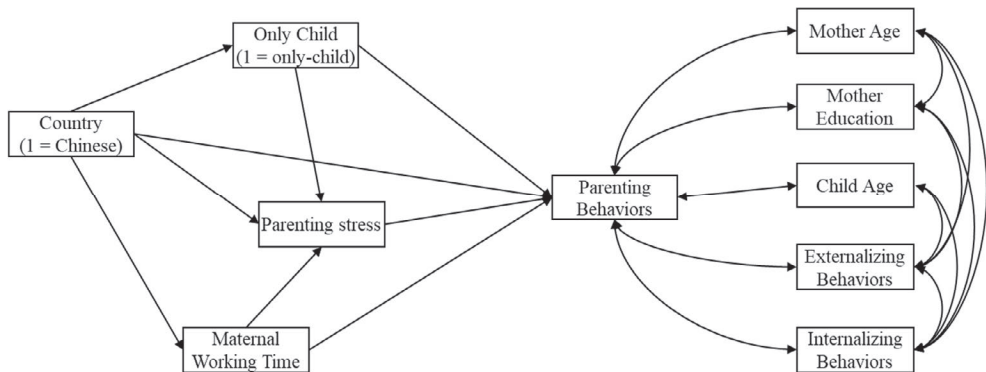 Only Child
(1 = only-child)
Country
(1 = Chinese)
Parenting stress
Maternal
Working Time
Parenting
Behaviors
Mother Age
Mother
Education
Child Age
Externalizing
Behaviors
Internalizing
Behaviors